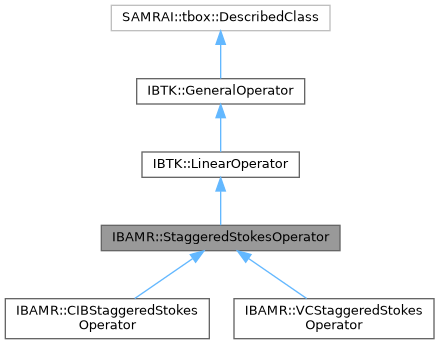 SAMRAI::tbox::DescribedClass
IBTK::GeneralOperator
IBTK::LinearOperator
IBAMR::StaggeredStokesOperator
IBAMR::CIBStaggeredStokes
Operator
IBAMR::VCStaggeredStokes
Operator